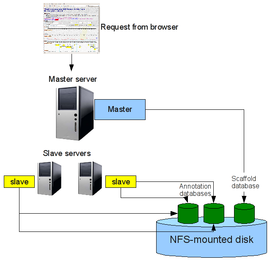 Request from browser
Master server
Master
Slave servers
slave
slave
Annotation
databases
Scaffold
database
NFS-mounted disk